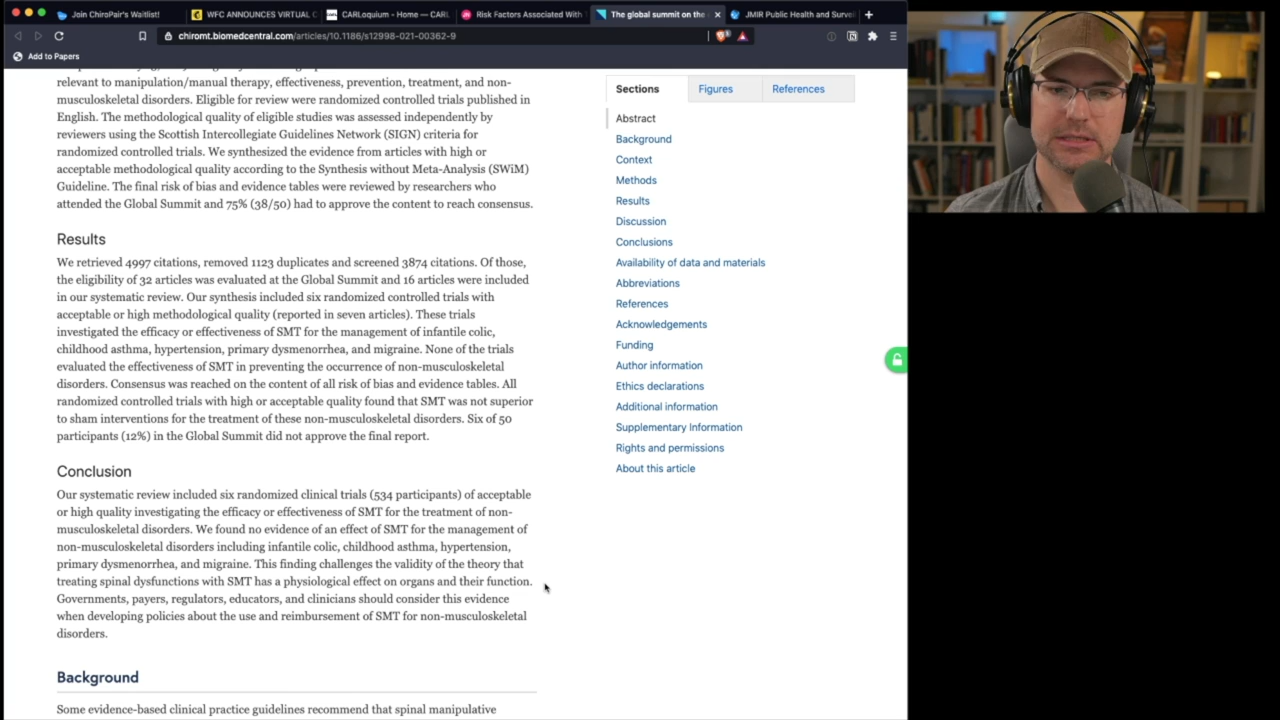 Join ChiroPair's Waitlist!
WFC ANNOUNCES VIRTUAL C
CARLoquium - Home — CARL
Risk Factors Associated With
The global summit on the
JMIR Public Health and Survei
chiromt.biomedcentral.com/articles/10.1186/s12998-021-00362-9
Add to Papers
relevant to manipulation/manual therapy, effectiveness, prevention, treatment, and non-
musculoskeletal disorders. Eligible for review were randomized controlled trials published in
English. The methodological quality of eligible studies was assessed independently by
reviewers using the Scottish Intercollegiate Guidelines Network (SIGN) criteria for
randomized controlled trials. We synthesized the evidence from articles with high or
acceptable methodological quality according to the Synthesis without Meta-Analysis (SWiM)
Guideline. The final risk of bias and evidence tables were reviewed by researchers who
attended the Global Summit and 75% (38/50) had to approve the content to reach consensus.
Results
We retrieved 4997 citations, removed 1123 duplicates and screened 3874 citations. Of those,
the eligibility of 32 articles was evaluated at the Global Summit and 16 articles were included
in our systematic review. Our synthesis included six randomized controlled trials with
acceptable or high methodological quality (reported in seven articles). These trials
investigated the efficacy or effectiveness of SMT for the management of infantile colic,
childhood asthma, hypertension, primary dysmenorrhea, and migraine. None of the trials
evaluated the effectiveness of SMT in preventing the occurrence of non-musculoskeletal
disorders. Consensus was reached on the content of all risk of bias and evidence tables. All
randomized controlled trials with high or acceptable quality found that SMT was not superior
to sham interventions for the treatment of these non-musculoskeletal disorders. Six of 50
participants (12%) in the Global Summit did not approve the final report.
Conclusion
Our systematic review included six randomized clinical trials (534 participants) of acceptable
or high quality investigating the efficacy or effectiveness of SMT for the treatment of non-
musculoskeletal disorders. We found no evidence of an effect of SMT for the management of
non-musculoskeletal disorders including infantile colic, childhood asthma, hypertension,
primary dysmenorrhea, and migraine. This finding challenges the validity of the theory that
treating spinal dysfunctions with SMT has a physiological effect on organs and their function.
Governments, payers, regulators, educators, and clinicians should consider this evidence
when developing policies about the use and reimbursement of SMT for non-musculoskeletal
disorders.
Background
Some evidence-based clinical practice guidelines recommend that spinal manipulative
Sections
Figures
References
Abstract
Background
Context
Methods
Results
Discussion
Conclusions
Availability of data and materials
Abbreviations
References
Acknowledgements
Funding
Author information
Ethics declarations
Additional information
Supplementary Information
Rights and permissions
About this article